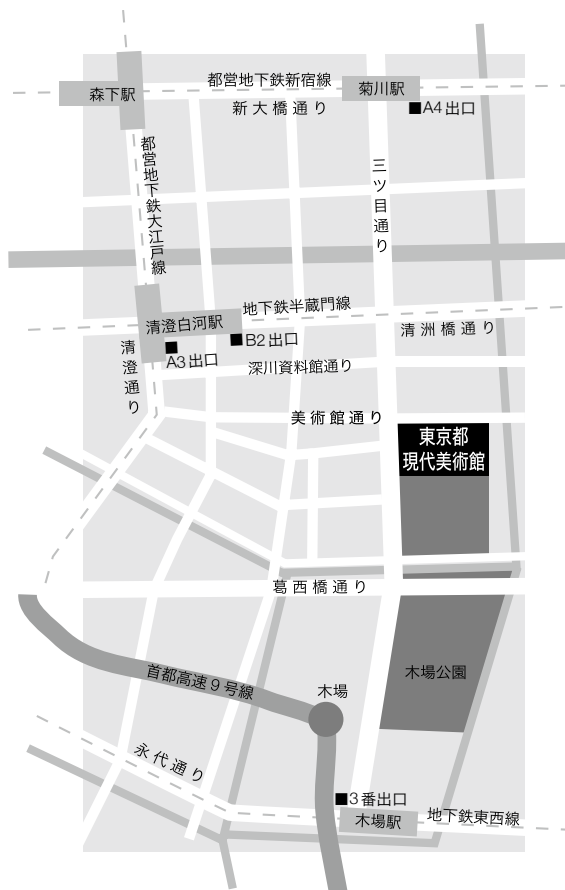 都営地下鉄新宿線
森下駅
菊川駅
新大橋通り
■A4出口
都営地下鉄大江戸線
三ツ目通り
地下鉄半蔵門線
清澄白河駅
清洲橋通り
■B2出口
■
A3出口
清澄通り
深川資料館通り
美術館通り
東京都
現代美術館
葛西橋通り
木場公園
首都高速9号線
木場
永代通り
■3番出口
木場駅
地下鉄東西線